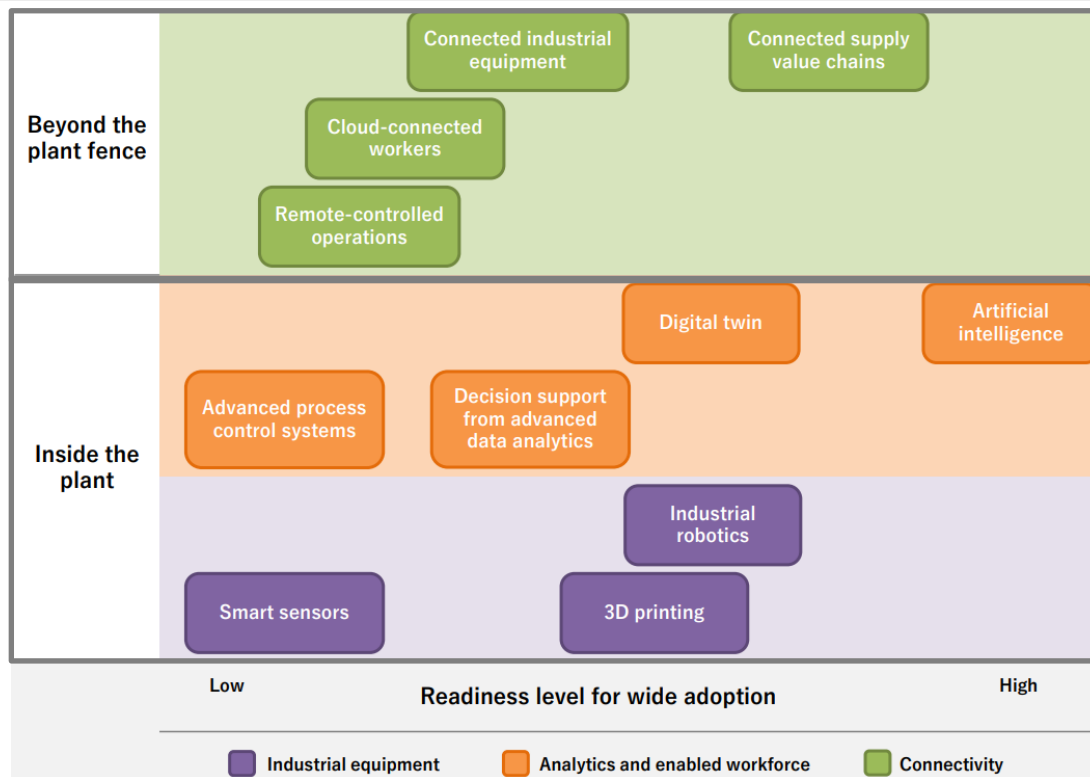 Beyond the
plant fence
Connected industrial
equipment
Connected supply
value chains
Cloud-connected
workers
Remote-controlled
operations
Inside the
plant
Digital twin
Artificial
intelligence
Advanced process
control systems
Decision support
from advanced
data analytics
Industrial
robotics
Smart sensors
3D printing
Low
Readiness level for wide adoption
High
Industrial equipment
Analytics and enabled workforce
Connectivity